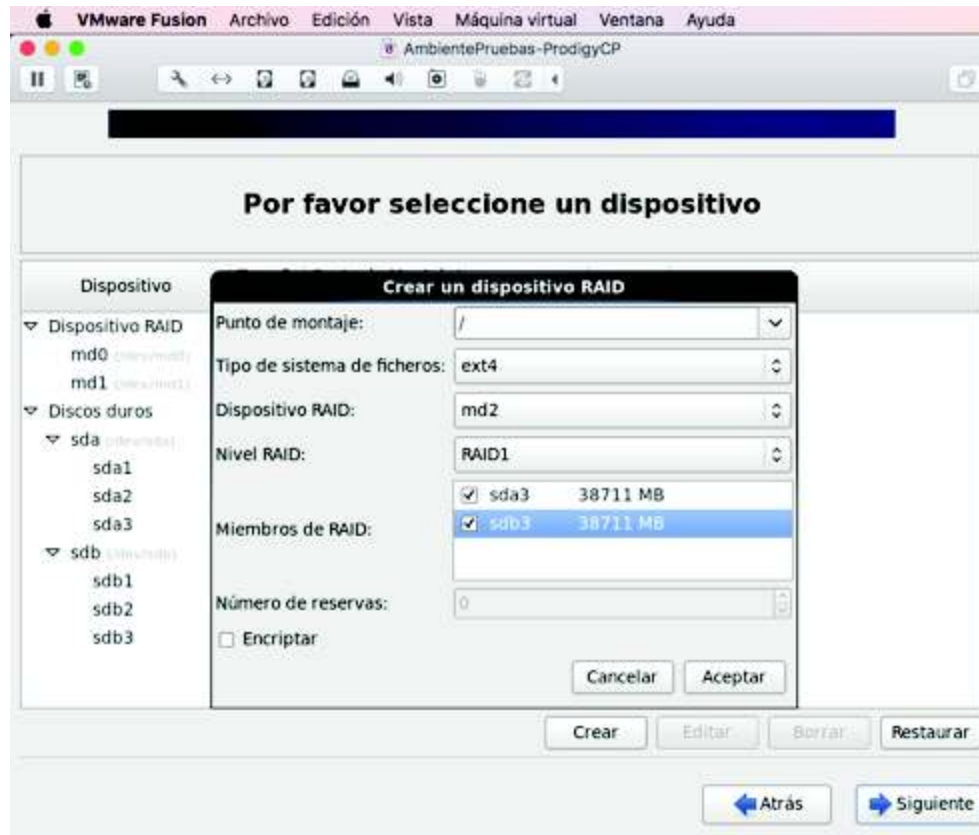 VMware Fusion Archivo Edición Vista Máquina virtual Ventana Ayuda
AmbientePruebas-ProdigyCP
Por favor seleccione un dispositivo
Dispositivo
Crear un dispositivo RAID
Dispositivo RAID
md0
md1
Discos duros
sda
sda1
sda2
sda3
sdb
sdb1
sdb2
sdb3
Punto de montaje: /
Tipo de sistema de ficheros: ext4
Dispositivo RAID: md2
Nivel RAID: RAID1
Miembros de RAID:
sda3 38711 MB
sdb3 38711 MB
Número de reservas: 0
Encriptar
Cancelar Aceptar
Crear Editar Borrar Restaurar
Atrás Siguiente